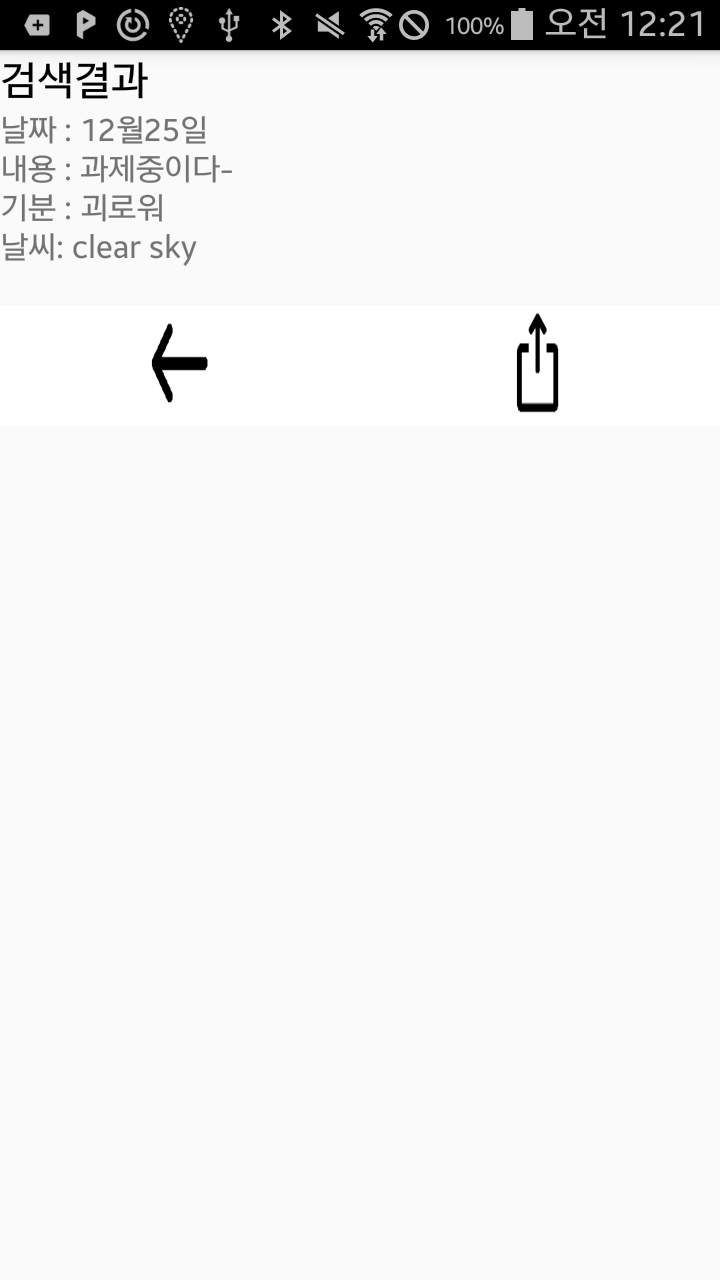 100% 오전 12:21
검색결과
날짜 : 12월25일
내용 : 과제중이다-
기분 : 괴로워
날씨: clear sky